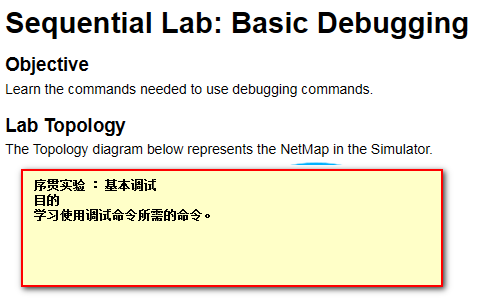 Sequential Lab: Basic Debugging
Objective
Learn the commands needed to use debugging commands.
Lab Topology
The Topology diagram below represents the NetMap in the Simulator.
序贯实验 ： 基本调试
目的
学习使用调试命令所需的命令。